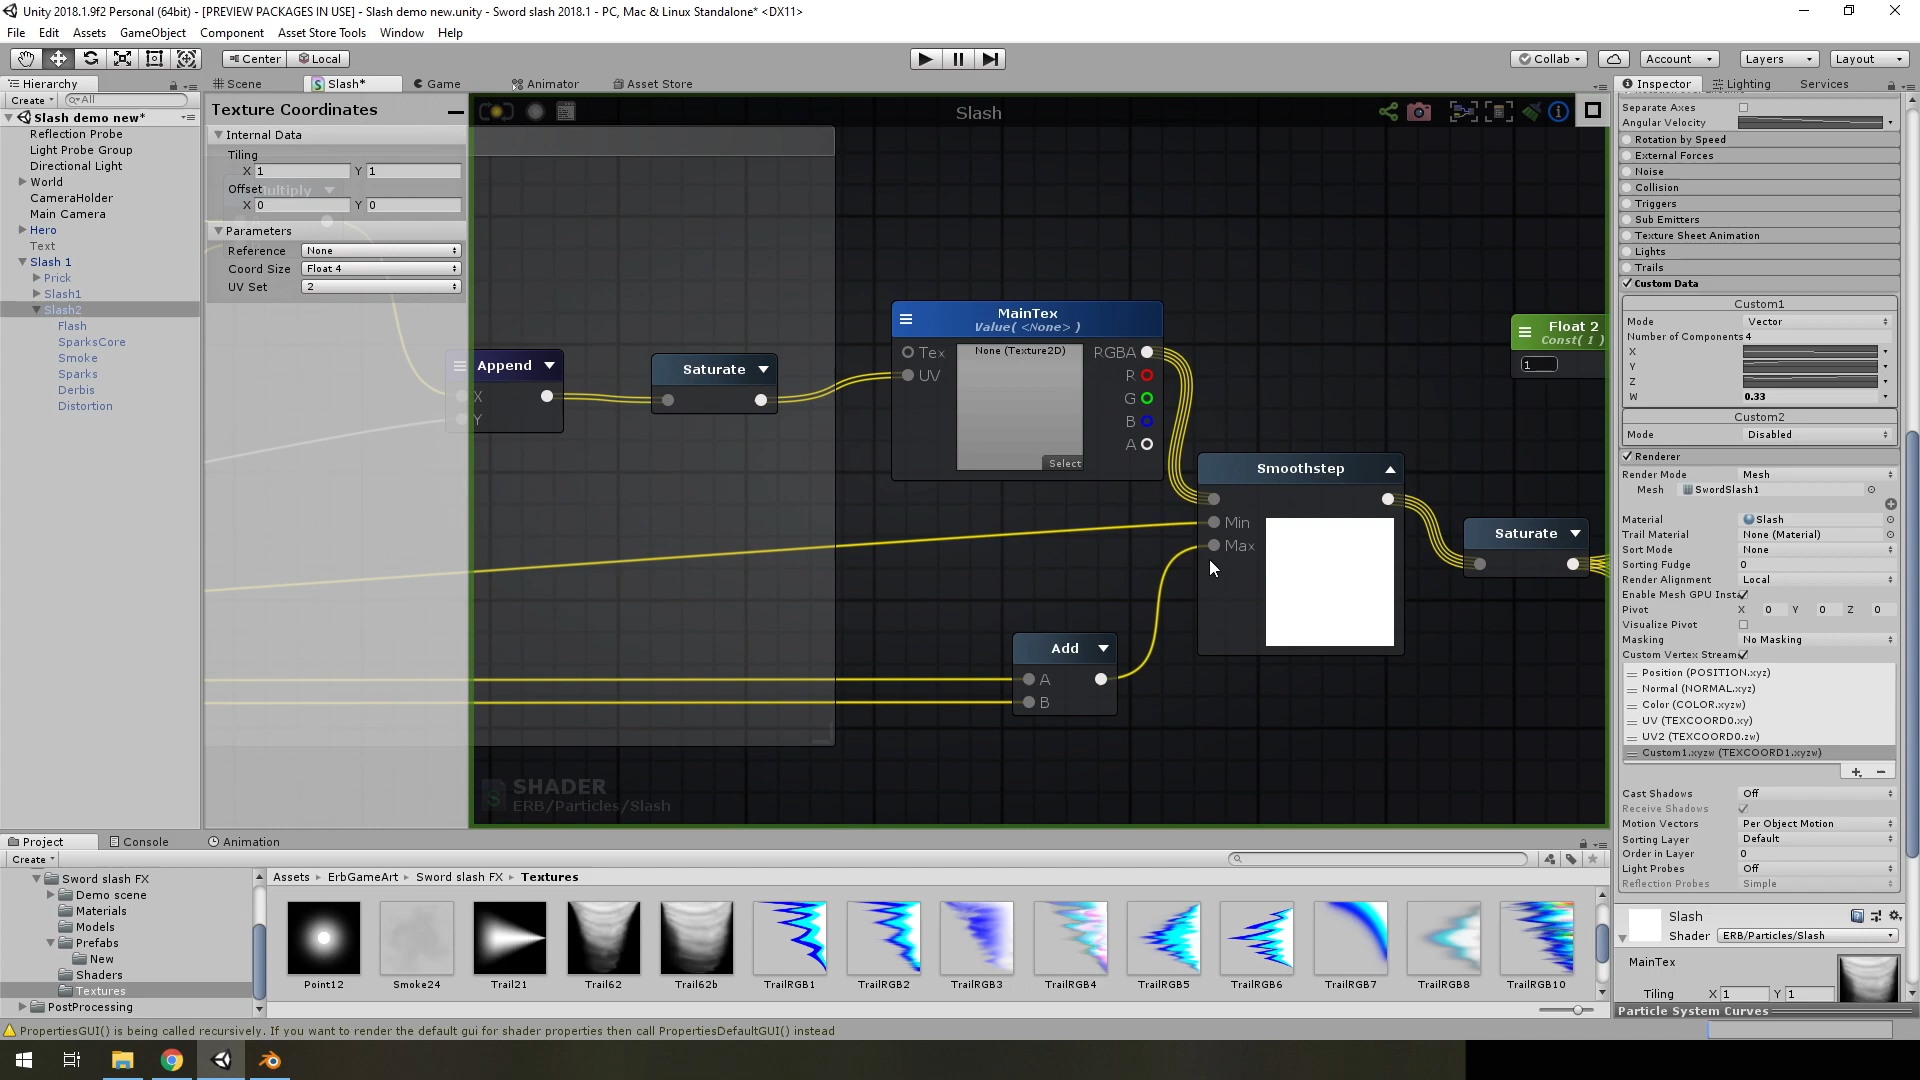 Unity 2018.1.9f2 Personal (64bit) - [PREVIEW PACKAGES IN USE] - Slash demo new.unity - Sword slash 2018.1 - PC, Mac & Linux Standalone* <DX11>
File Edit Assets GameObject Component Asset Store Tools Window Help
Center Local Collab Account Layers Layout
Hierarchy Scene Slash* Game Animator Asset Store Inspector Lighting Services
Create All
Slash demo new*
Reflection Probe
Light Probe Group
Directional Light
World
CameraHolder
Main Camera
Hero
Text
Slash 1
Prick
Slash1
Slash2
Flash
SparksCore
Smoke
Sparks
Derbis
Distortion
Texture Coordinates
Internal Data
Tiling
X 1 Y 1
Offset
X 0 Y 0
Parameters
Reference None
Coord Size Float 4
UV Set 2
Slash
Append
X
Y
Saturate
MainTex
Value( <None> )
Tex None (Texture2D) RGBA
UV R
G
B
A
Select
Smoothstep
Min
Max
Saturate
Float 2
Const( 1 )
1
Add
A
B
SHADER
ERB/Particles/Slash
Separate Axes
Angular Velocity
Rotation by Speed
External Forces
Noise
Collision
Triggers
Sub Emitters
Texture Sheet Animation
Lights
Trails
Custom Data
Custom1
Mode Vector
Number of Components 4
X
Y
Z
W 0.33
Custom2
Mode Disabled
Renderer
Render Mode Mesh
Mesh SwordSlash1
Material Slash
Trail Material None (Material)
Sort Mode None
Sorting Fudge 0
Render Alignment Local
Enable Mesh GPU Inst
Pivot X 0 Y 0 Z 0
Visualize Pivot
Masking No Masking
Custom Vertex Stream
Position (POSITION.xyz)
Normal (NORMAL.xyz)
Color (COLOR.xyzw)
UV (TEXCOORD0.xy)
UV2 (TEXCOORD0.zw)
Custom1.xyzw (TEXCOORD1.xyzw)
Cast Shadows Off
Receive Shadows
Motion Vectors Per Object Motion
Sorting Layer Default
Order in Layer 0
Light Probes Off
Reflection Probes Simple
Slash
Shader ERB/Particles/Slash
MainTex
Tiling X 1 Y 1
Particle System Curves
Project Console Animation
Create
Sword slash FX
Demo scene
Materials
Models
Prefabs
New
Shaders
Textures
PostProcessing
Assets ErbGameArt Sword slash FX Textures
Point12 Smoke24 Trail21 Trail62 Trail62b TrailRGB1 TrailRGB2 TrailRGB3 TrailRGB4 TrailRGB5 TrailRGB6 TrailRGB7 TrailRGB8 TrailRGB10
PropertiesGUI() is being called recursively. If you want to render the default gui for shader properties then call PropertiesDefaultGUI() instead